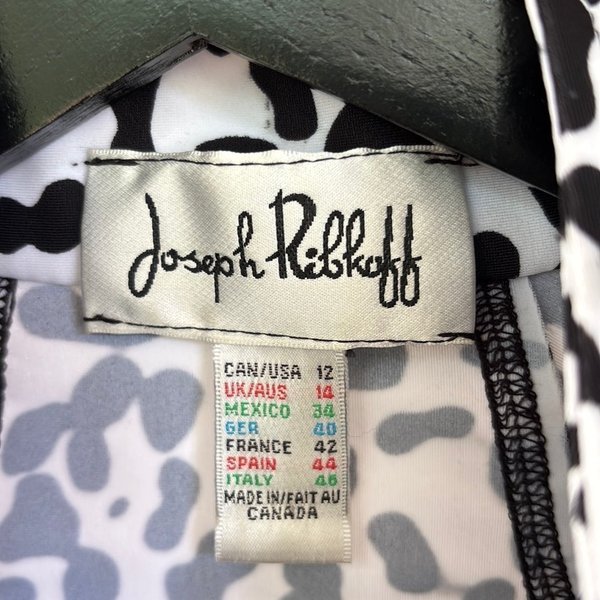 Joseph Ribkoff
CAN/USA 12
UK/AUS 14
MEXICO 34
GER 40
FRANCE 42
SPAIN 44
ITALY 46
MADE IN/FAIT AU
CANADA